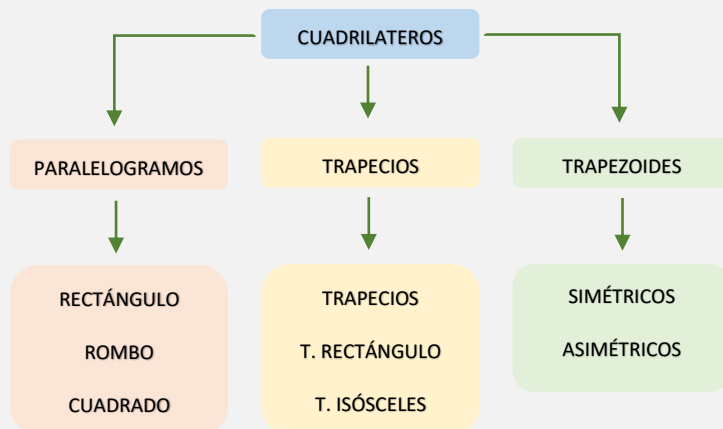 CUADRILATEROS
PARALELOGRAMOS
TRAPECIOS
TRAPEZOIDES
RECTÁNGULO
ROMBO
CUADRADO
TRAPECIOS
T. RECTÁNGULO
T. ISÓSCELES
SIMÉTRICOS
ASIMÉTRICOS